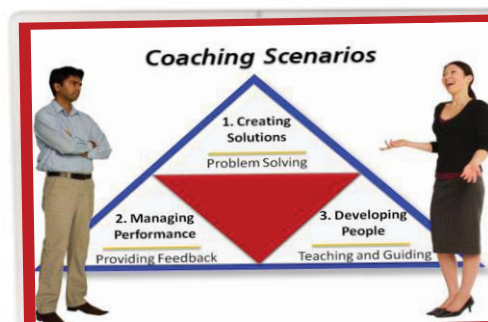 Coaching Scenarios
1. Creating
Solutions
Problem Solving
2. Managing
Performance
Providing Feedback
3. Developing
People
Teaching and Guiding